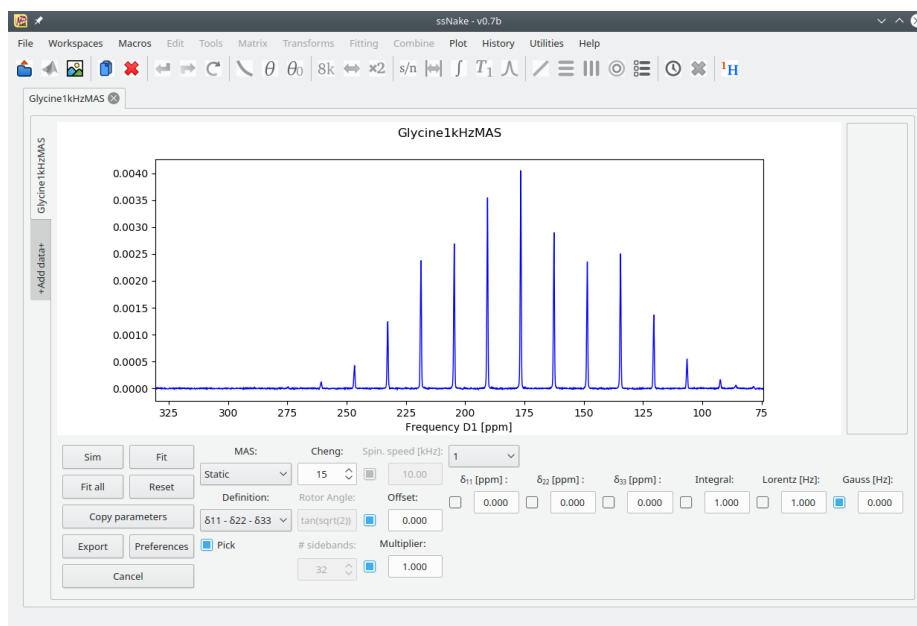 ssNake - v0.7b
File Workspaces Macros Edit Tools Matrix Transforms Fitting Combine Plot History Utilities Help
θ θ0 8k ×2 s/n ∫ T1 1H
Glycine1kHzMAS
Glycine1kHzMAS
+Add data+
Glycine1kHzMAS
0.0040
0.0035
0.0030
0.0025
0.0020
0.0015
0.0010
0.0005
0.0000
325 300 275 250 225 200 175 150 125 100 75
Frequency D1 [ppm]
Sim Fit
Fit all Reset
Copy parameters
Export Preferences
Cancel
MAS: Cheng: Spin. speed [kHz]:
Static 15 10.00
Definition: Rotor Angle: Offset:
δ11 - δ22 - δ33 tan(sqrt(2)) 0.000
Pick # sidebands: Multiplier:
32 1.000
1
δ11 [ppm] : δ22 [ppm] : δ33 [ppm] : Integral: Lorentz [Hz]: Gauss [Hz]:
0.000 0.000 0.000 1.000 1.000 0.000